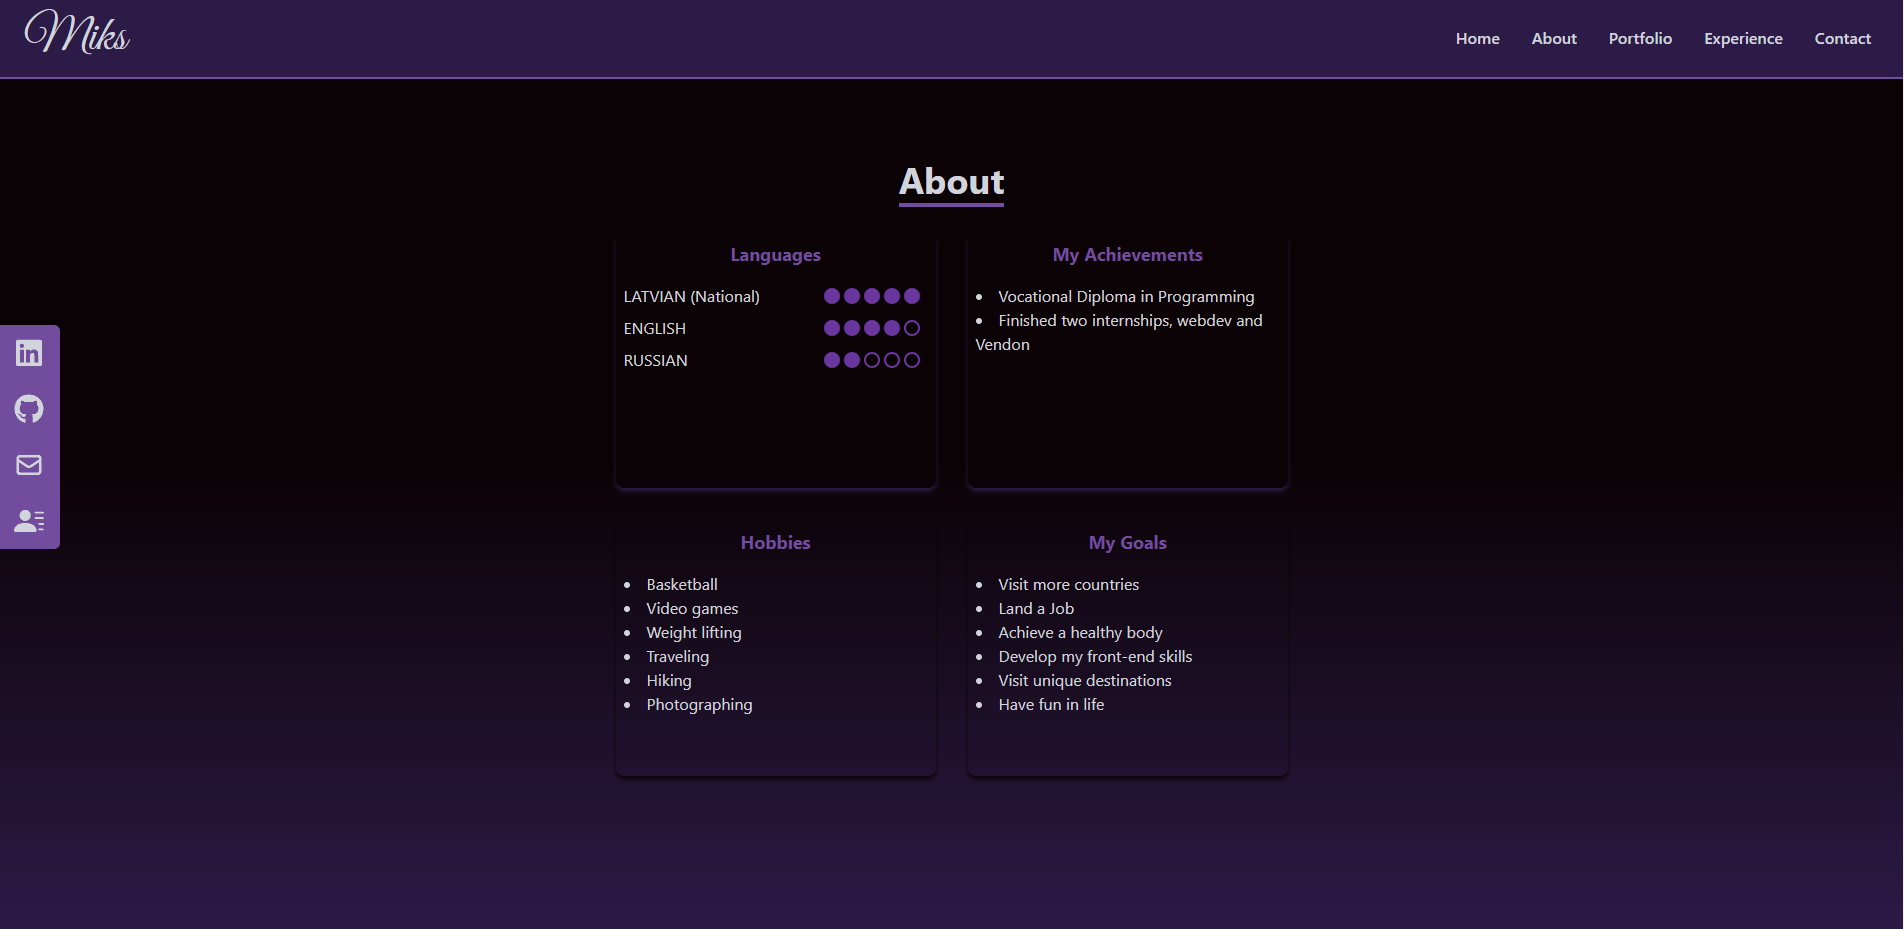 Miks
Home About Portfolio Experience Contact
About
Languages
LATVIAN (National)
ENGLISH
RUSSIAN
My Achievements
• Vocational Diploma in Programming
• Finished two internships, webdev and
Vendon
in
Hobbies
• Basketball
• Video games
• Weight lifting
• Traveling
• Hiking
• Photographing
My Goals
• Visit more countries
• Land a Job
• Achieve a healthy body
• Develop my front-end skills
• Visit unique destinations
• Have fun in life